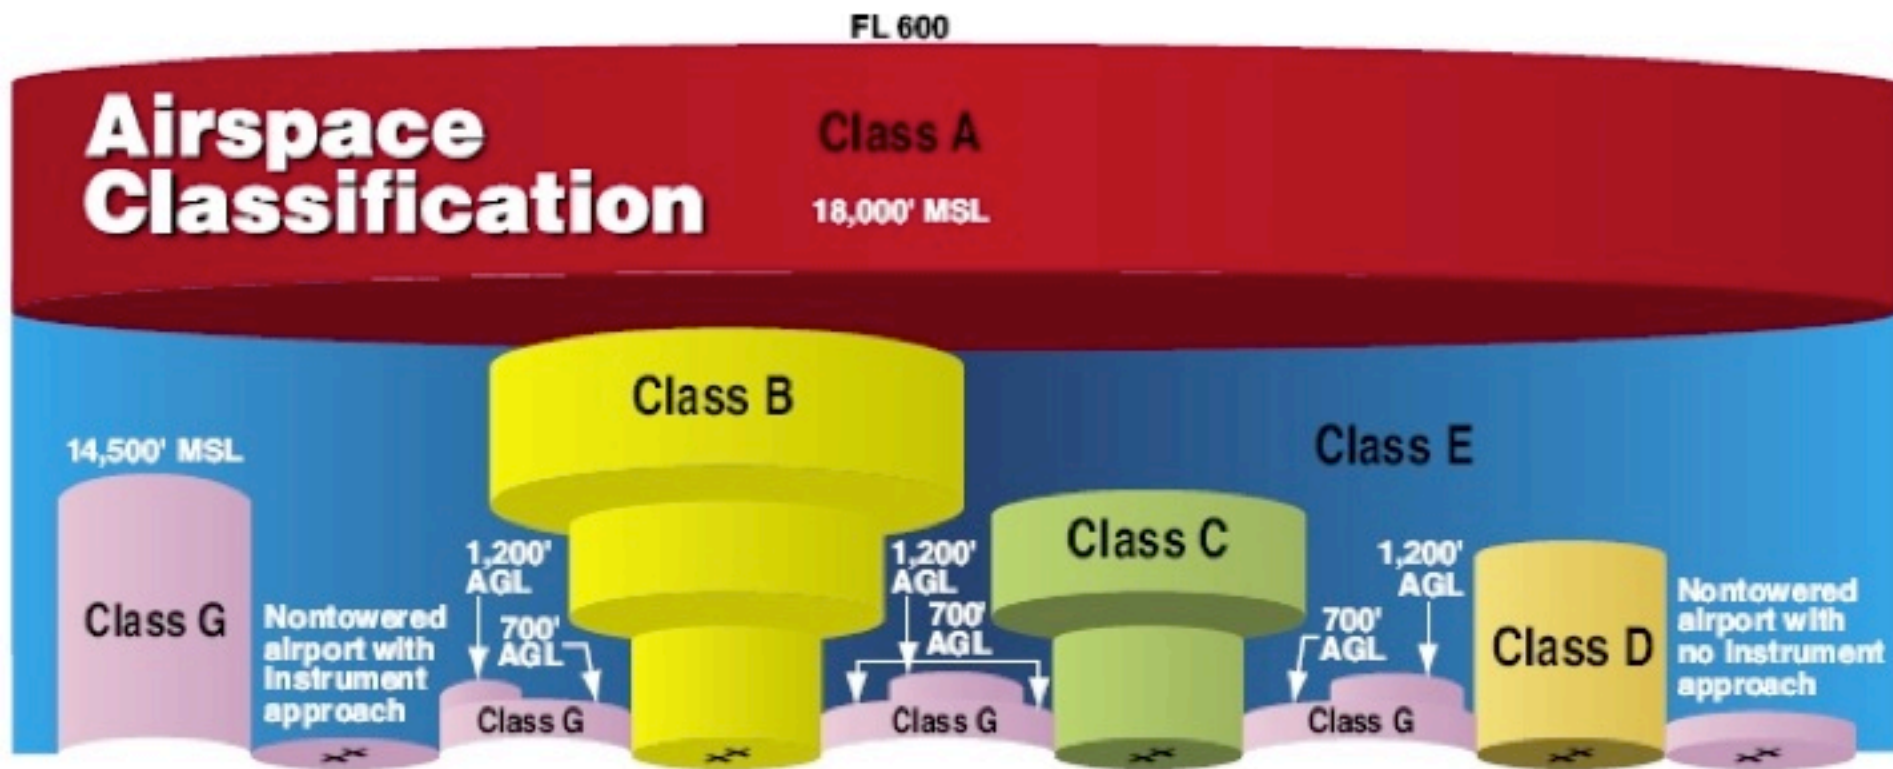 FL 600
Airspace
Classification
Class A
18,000' MSL
Class B
14,500' MSL
Class E
Class C
1,200'
AGL
1,200'
AGL
1,200'
AGL
Class G
Nontowered
airport with
Instrument
approach
700'
AGL
700'
AGL
700'
AGL
Class D
Nontowered
airport with
no Instrument
approach
Class G
Class G
Class G